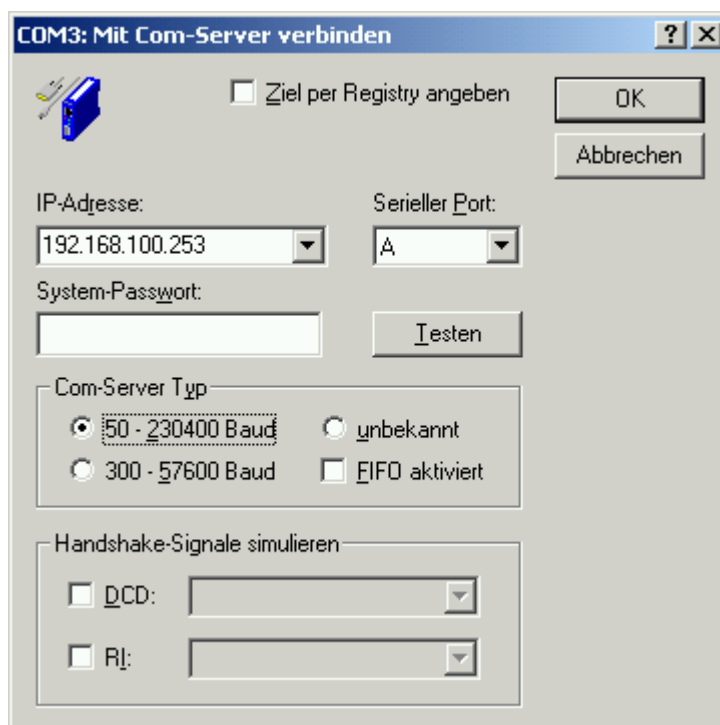 COM3: Mit Com-Server verbinden
Ziel per Registry angeben
OK
Abbrechen
IP-Adresse: Serieller Port:
192.168.100.253 A
System-Passwort:
Testen
Com-Server Typ
50 - 230400 Baud unbekannt
300 - 57600 Baud FIFO aktiviert
Handshake-Signale simulieren
DCD:
RI: